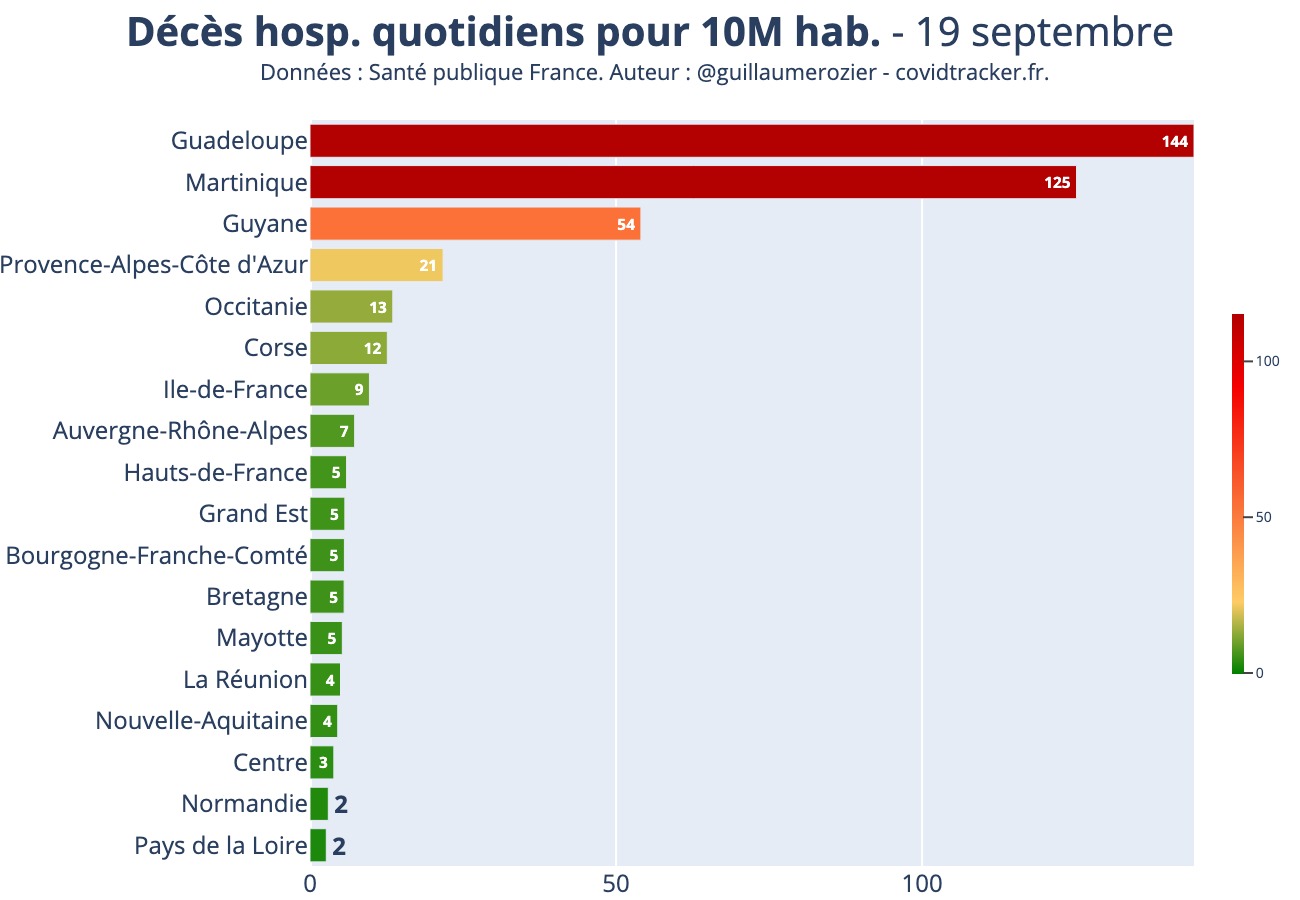 Décès hosp. quotidiens pour 10M hab. - 19 septembre
Données : Santé publique France. Auteur : @guillaumerozier - covidtracker.fr.
Guadeloupe 144
Martinique 125
Guyane 54
Provence-Alpes-Côte d'Azur 21
Occitanie 13
Corse 12
Ile-de-France 9
Auvergne-Rhône-Alpes 7
Hauts-de-France 5
Grand Est 5
Bourgogne-Franche-Comté 5
Bretagne 5
Mayotte 5
La Réunion 4
Nouvelle-Aquitaine 4
Centre 3
Normandie 2
Pays de la Loire 2
0 50 100
100
50
0